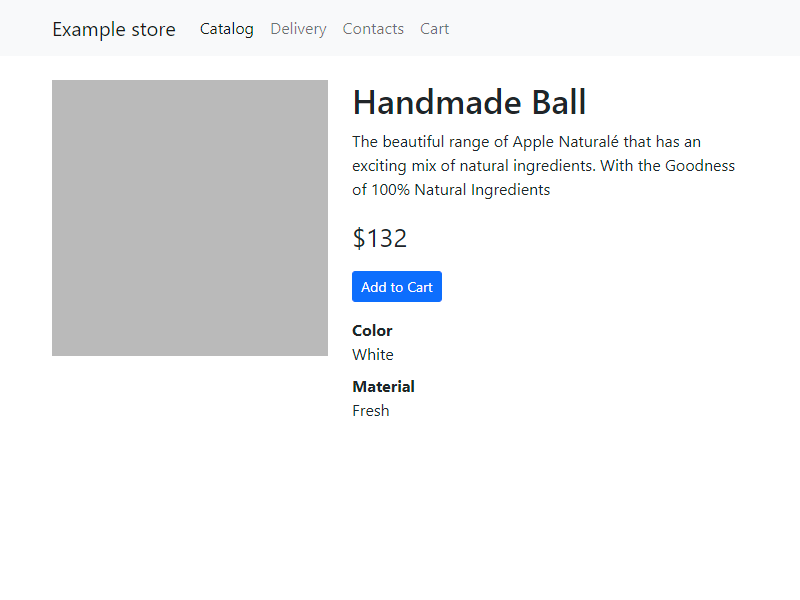 Example store Catalog Delivery Contacts Cart
Handmade Ball
The beautiful range of Apple Naturalé that has an
exciting mix of natural ingredients. With the Goodness
of 100% Natural Ingredients
$132
Add to Cart
Color
White
Material
Fresh